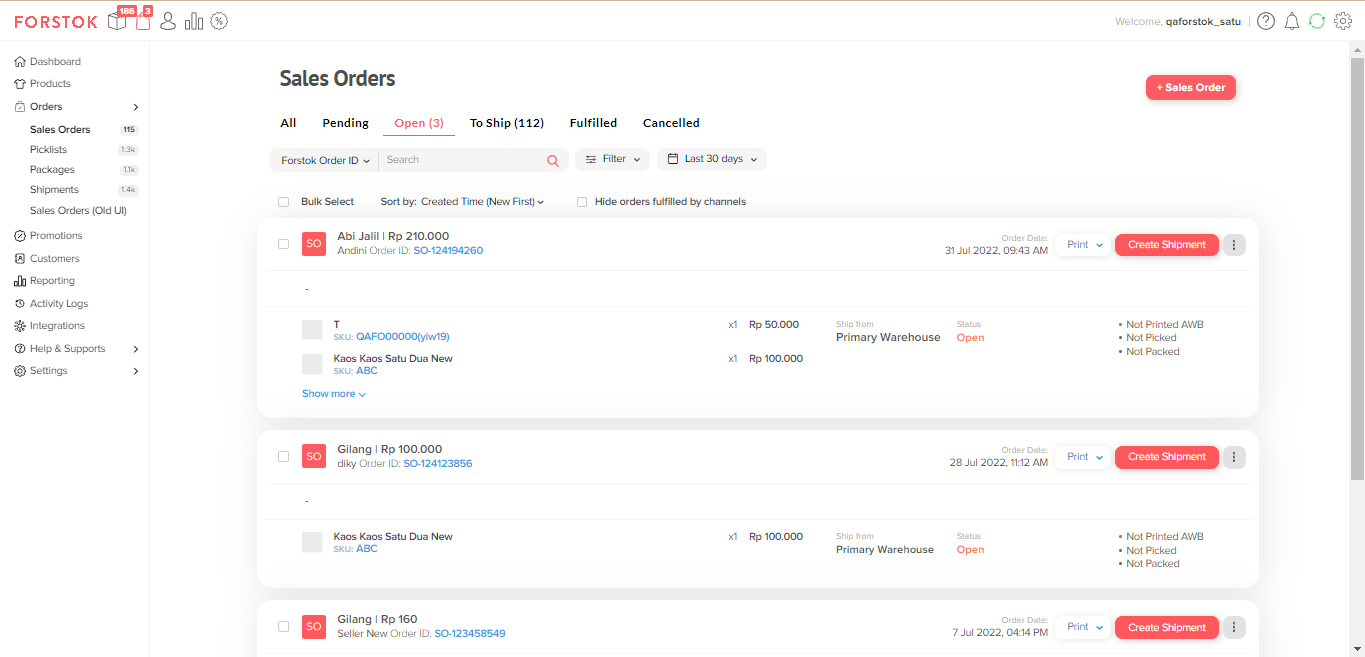 FORSTOK 186 3 Welcome, qaforstok_satu
Dashboard
Products
Orders
Sales Orders 115
Picklists 1.3k
Packages 1.1k
Shipments 1.4k
Sales Orders (Old UI)
Promotions
Customers
Reporting
Activity Logs
Integrations
Help & Supports
Settings
Sales Orders
+ Sales Order
All Pending Open (3) To Ship (112) Fulfilled Cancelled
Forstok Order ID Search Filter Last 30 days
Bulk Select Sort by: Created Time (New First) Hide orders fulfilled by channels
SO Abi Jalil | Rp 210.000
Andini Order ID: SO-124194260
Order Date:
31 Jul 2022, 09:43 AM
Print Create Shipment
-
T
SKU: QAFO00000(yiw19)
x1 Rp 50.000
Ship from
Primary Warehouse
Status
Open
• Not Printed AWB
• Not Picked
• Not Packed
Kaos Kaos Satu Dua New
SKU: ABC
x1 Rp 100.000
Show more
SO Gilang | Rp 100.000
diky Order ID: SO-124123856
Order Date:
28 Jul 2022, 11:12 AM
Print Create Shipment
-
Kaos Kaos Satu Dua New
SKU: ABC
x1 Rp 100.000
Ship from
Primary Warehouse
Status
Open
• Not Printed AWB
• Not Picked
• Not Packed
SO Gilang | Rp 160
Seller New Order ID: SO-123458549
Order Date:
7 Jul 2022, 04:14 PM
Print Create Shipment